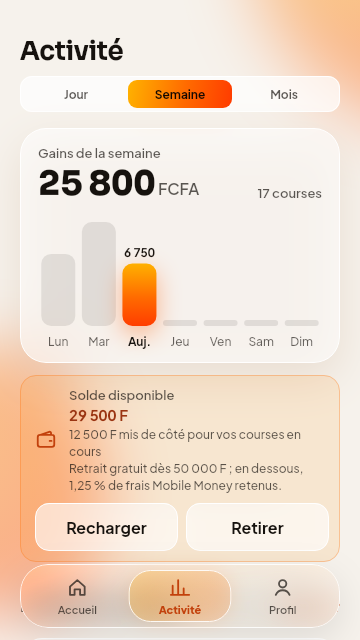 Activité
Jour Semaine Mois
Gains de la semaine
25 800 FCFA 17 courses
6 750
Lun Mar Auj. Jeu Ven Sam Dim
Solde disponible
29 500 F
12 500 F mis de côté pour vos courses en
cours
Retrait gratuit dès 50 000 F ; en dessous,
1,25 % de frais Mobile Money retenus.
Recharger Retirer
Accueil Activité Profil